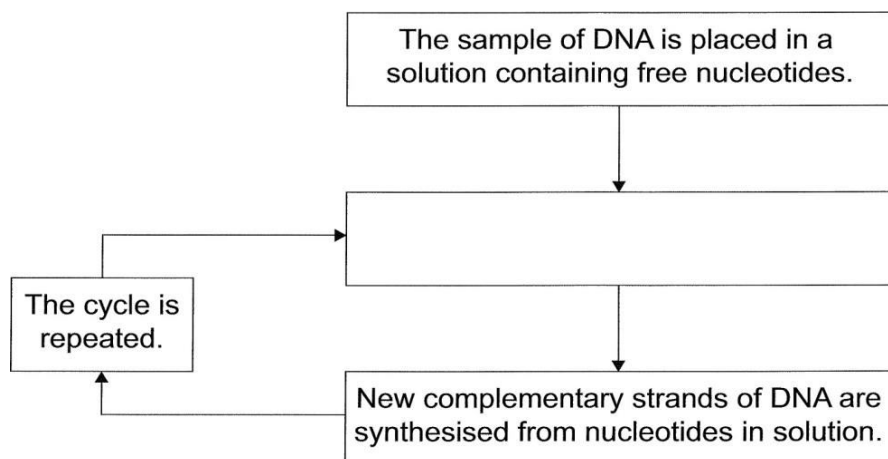 The sample of DNA is placed in a
solution containing free nucleotides.
The cycle is
repeated.
New complementary strands of DNA are
synthesised from nucleotides in solution.